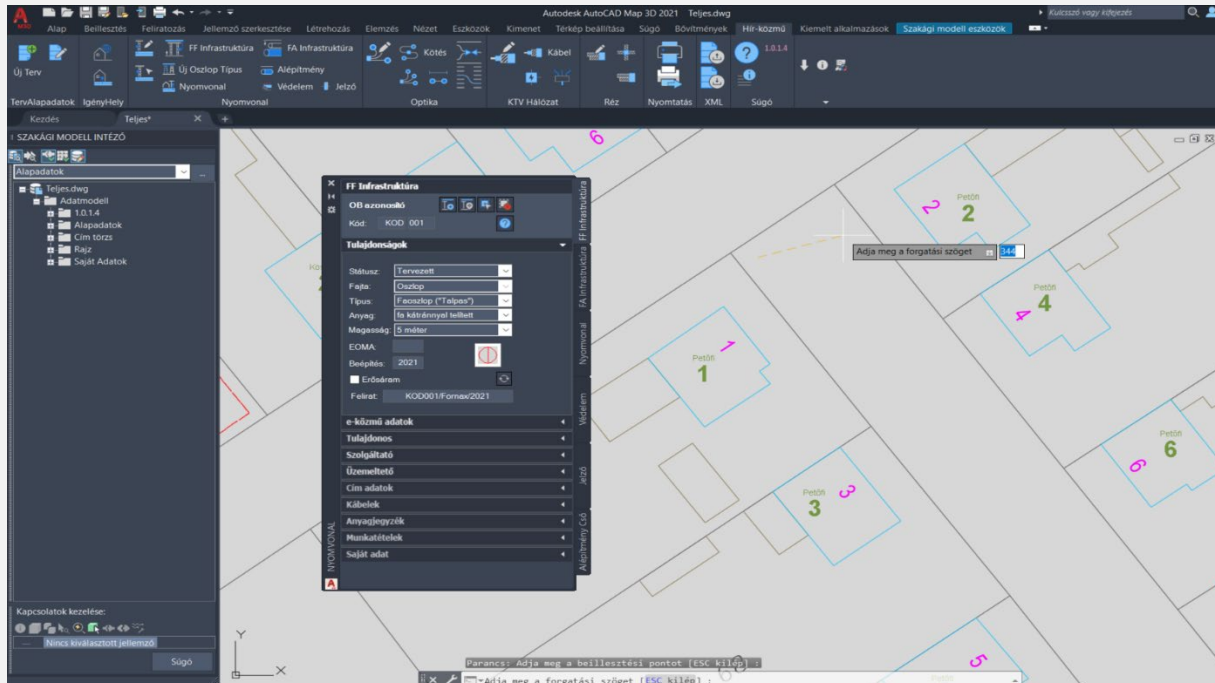 Autodesk AutoCAD Map 3D 2021 Teljes.dwg
Kulcsszó vagy kifejezés
Alap Beillesztés Feliratozás Jellemző szerkesztése Létrehozás Elemzés Nézet Eszközök Kimenet Térkép beállítása Súgó Bővítmények Hír-közmű Kiemelt alkalmazások Szakági modell eszközök
FF Infrastruktúra FA Infrastruktúra Kötés Kábel 1.0.1.4
Új Terv Új Oszlop Típus Alépítmény
Nyomvonal Védelem Jelző
TervAlapadatok IgényHely Nyomvonal Optika KTV Hálózat Réz Nyomtatás XML Súgó
Kezdés Teljes* X +
SZAKÁGI MODELL INTÉZŐ
Alapadatok
Teljes.dwg
Adatmodell
1.0.1.4
Alapadatok
Cím törzs
Rajz
Saját Adatok
Kapcsolatok kezelése:
Nincs kiválasztott jellemző
Súgó
FF Infrastruktúra
OB azonosító
Kód: KOD 001
Tulajdonságok
Státusz: Tervezett
Fajta: Oszlop
Típus: Faoszlop ("Talpas")
Anyag: fa kátránnyal telített
Magasság: 5 méter
EOMA:
Beépítés: 2021
Erősáram
Felirat: KOD001/Fornax/2021
e-közmű adatok
Tulajdonos
Szolgáltató
Üzemeltető
Cím adatok
Kábelek
Anyagjegyzék
Munkatételek
Saját adat
NYOMVONAL
FF Infrastruktúra
FA Infrastruktúra
Nyomvonal
Védelem
Jelző
Alépítmény Cső
6
2
Petőfi
2
Adja meg a forgatási szöget 344
Petőfi
4
4
1
Petőfi
1
Petőfi
6
6
3
Petőfi
3
5
Y
X
Parancs: Adja meg a beillesztési pontot [ESC kilép] :
Adja meg a forgatási szöget [ESC kilép] :